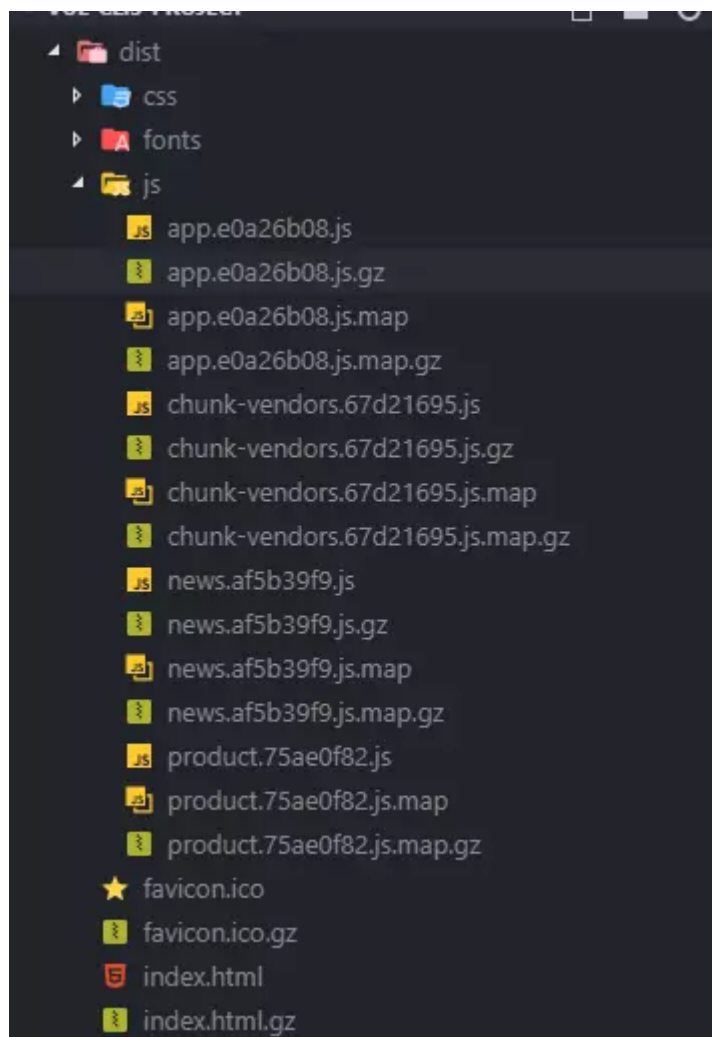 dist
css
fonts
js
app.e0a26b08.js
app.e0a26b08.js.gz
app.e0a26b08.js.map
app.e0a26b08.js.map.gz
chunk-vendors.67d21695.js
chunk-vendors.67d21695.js.gz
chunk-vendors.67d21695.js.map
chunk-vendors.67d21695.js.map.gz
news.af5b39f9.js
news.af5b39f9.js.gz
news.af5b39f9.js.map
news.af5b39f9.js.map.gz
product.75ae0f82.js
product.75ae0f82.js.map
product.75ae0f82.js.map.gz
favicon.ico
favicon.ico.gz
index.html
index.html.gz